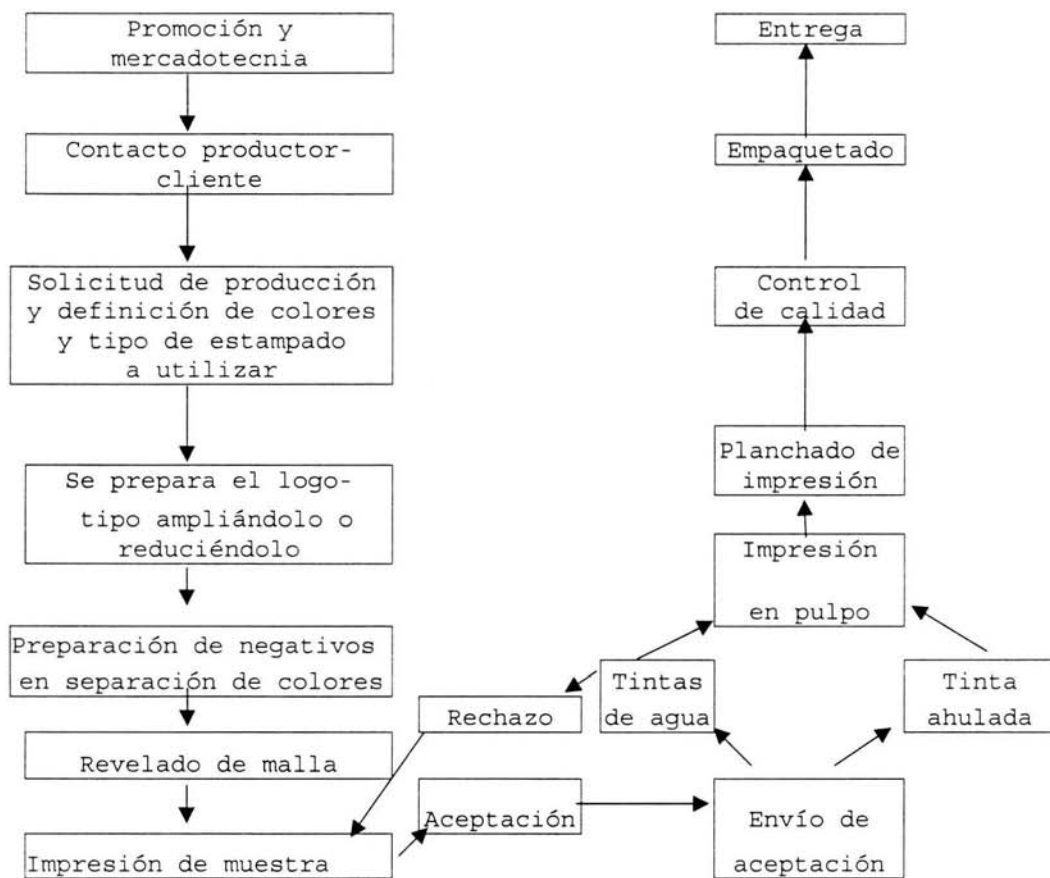 Promoción y
mercadotecnia
Contacto productor-
cliente
Solicitud de producción
y definición de colores
y tipo de estampado
a utilizar
Se prepara el logo-
tipo ampliándolo o
reduciéndolo
Preparación de negativos
en separación de colores
Revelado de malla
Impresión de muestra
Rechazo
Aceptación
Envío de
aceptación
Tintas
de agua
Tinta
ahulada
Impresión
en pulpo
Planchado de
impresión
Control
de calidad
Empaquetado
Entrega